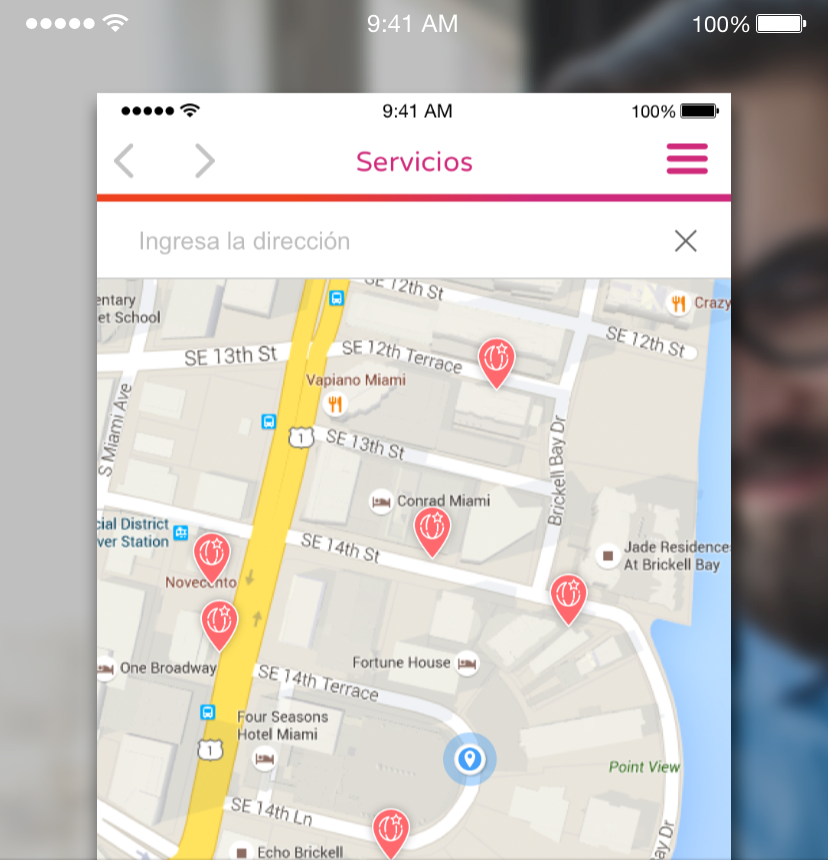 9:41 AM
100%
9:41 AM
100%
Servicios
Ingresa la dirección
SE 12th St
entary
et School
Crazy
SE 12th St
SE 13th St
SE 12th Terrace
Vapiano Miami
S Miami Ave
1
SE 13th St
Brickell Bay Dr
Conrad Miami
cial District
ver Station
SE 14th St
Jade Residence
At Brickell Bay
Novecento
One Broadway
Fortune House
SE 14th Terrace
Four Seasons
Hotel Miami
1
Point View
SE 14th Ln
ay Dr
Echo Brickell